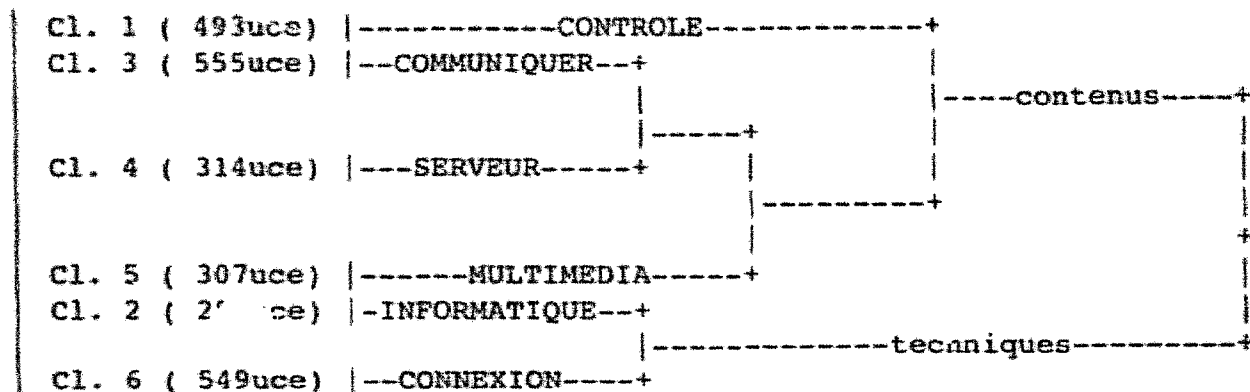 Cl. 1 ( 493uce) |-----------CONTROLE------------+
Cl. 3 ( 555uce) |--COMMUNIQUER--+
|----contenus----+
Cl. 4 ( 314uce) |---SERVEUR-----+
Cl. 5 ( 307uce) |------MULTIMEDIA-----+
Cl. 2 ( |-INFORMATIQUE--+
|-------------techniques---------+
Cl. 6 ( 549uce) |--CONNEXION----+